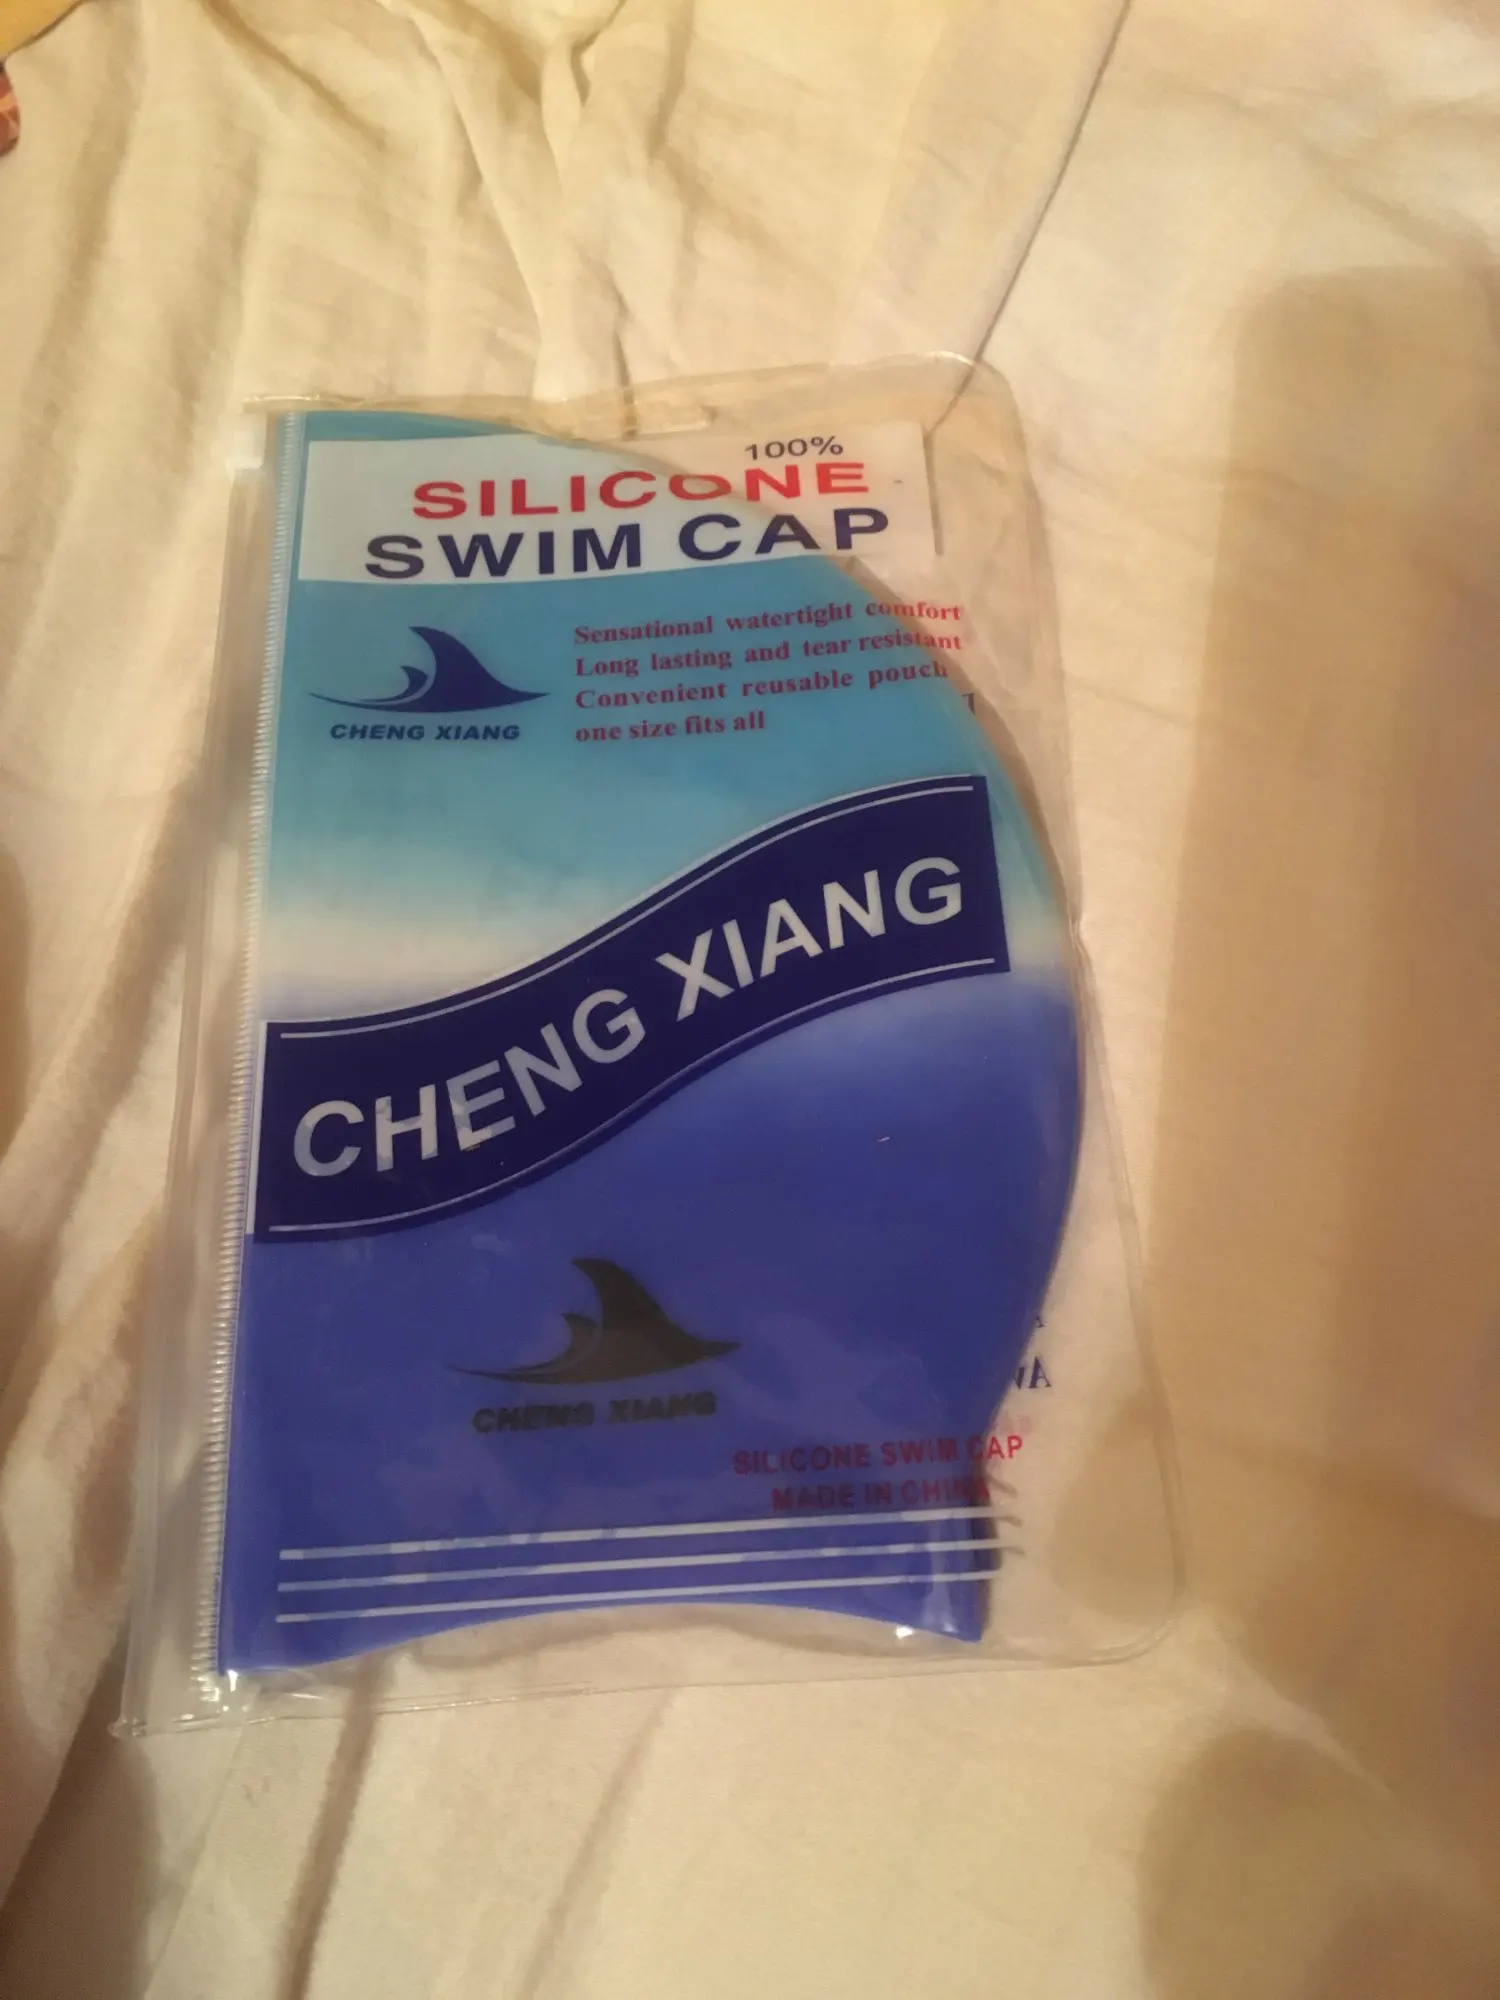 100%
SILICONE
SWIM CAP
Sensational watertight comfort
Long lasting and tear resistant
Convenient reusable pouch
one size fits all
CHENG XIANG
CHENG XIANG
CHENG XIANG
SILICONE SWIM CAP
MADE IN CHINA